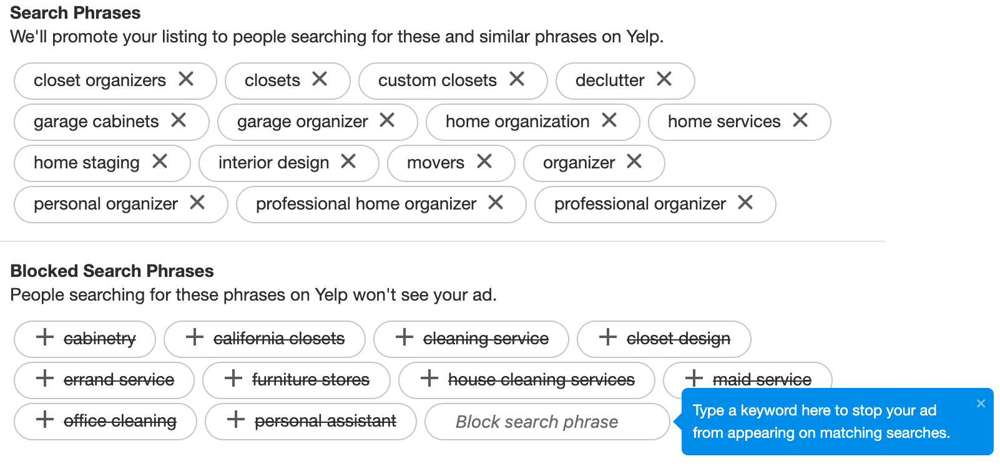 Search Phrases
We'll promote your listing to people searching for these and similar phrases on Yelp.
closet organizers ✕ closets ✕ custom closets ✕ declutter ✕
garage cabinets ✕ garage organizer ✕ home organization ✕ home services ✕
home staging ✕ interior design ✕ movers ✕ organizer ✕
personal organizer ✕ professional home organizer ✕ professional organizer ✕
Blocked Search Phrases
People searching for these phrases on Yelp won't see your ad.
+ cabinetry + california closets + cleaning service + closet design
+ errand service + furniture stores + house cleaning services + maid service
+ office cleaning + personal assistant Block search phrase
Type a keyword here to stop your ad ✕
from appearing on matching searches.